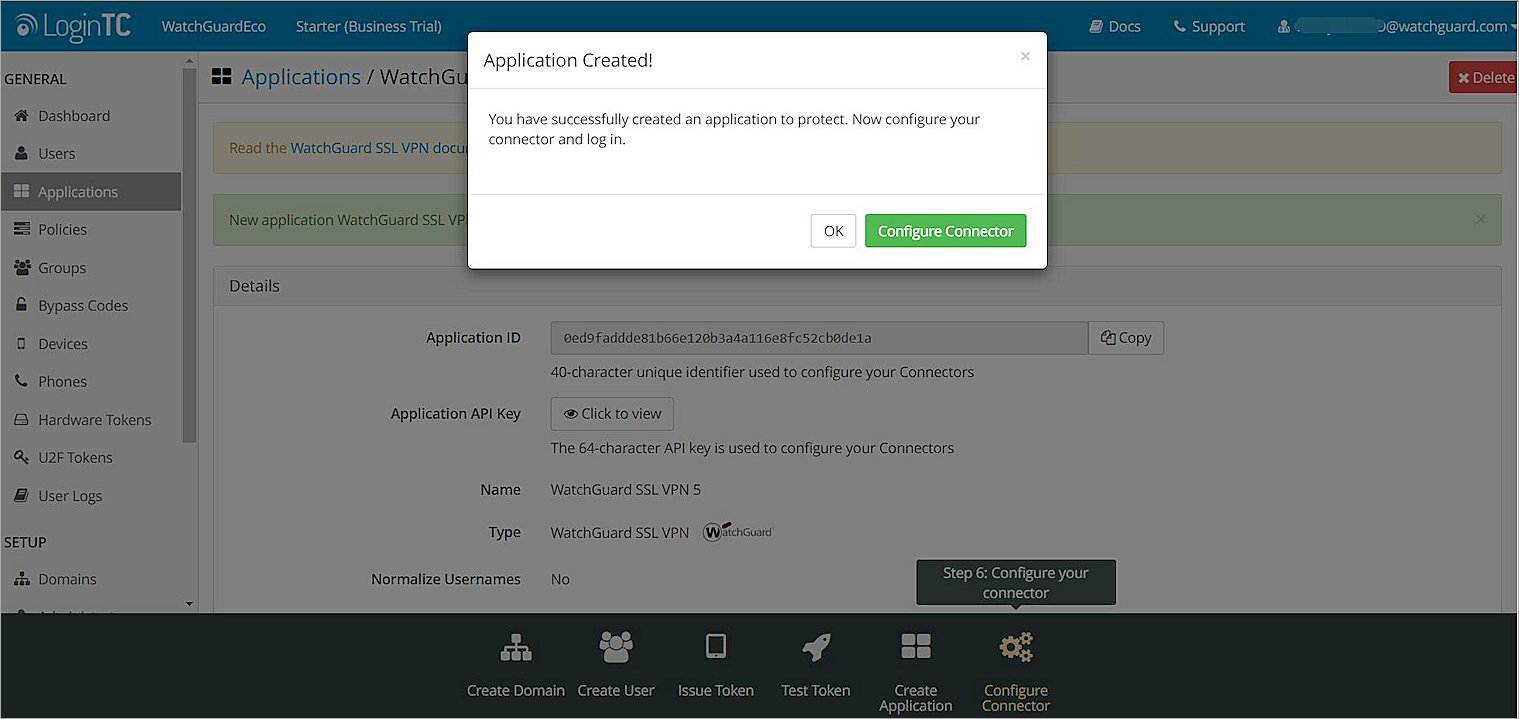 LoginTC
WatchGuardEco
Starter (Business Trial)
Docs
Support
@watchguard.com
GENERAL
Dashboard
Users
Applications
Policies
Groups
Bypass Codes
Devices
Phones
Hardware Tokens
U2F Tokens
User Logs
SETUP
Domains
Applications / WatchGu
Delete
Read the WatchGuard SSL VPN docu
New application WatchGuard SSL VP
Application Created!
×
You have successfully created an application to protect. Now configure your
connector and log in.
OK
Configure Connector
Details
Application ID
0ed9faddde81b66e120b3a4a116e8fc52cb0de1a
Copy
40-character unique identifier used to configure your Connectors
Application API Key
Click to view
The 64-character API key is used to configure your Connectors
Name
WatchGuard SSL VPN 5
Type
WatchGuard SSL VPN
WatchGuard
Normalize Usernames
No
Step 6: Configure your
connector
Create Domain
Create User
Issue Token
Test Token
Create
Application
Configure
Connector